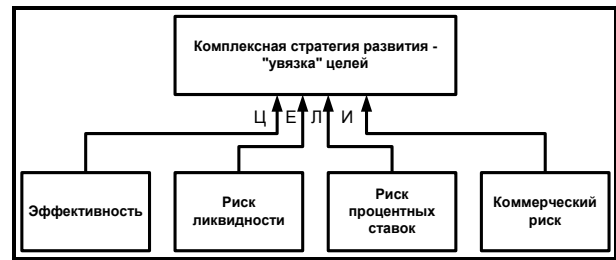 Комплексная стратегия развития -
"увязка" целей
Ц Е Л И
Эффективность
Риск
ликвидности
Риск
процентных
ставок
Коммерческий
риск